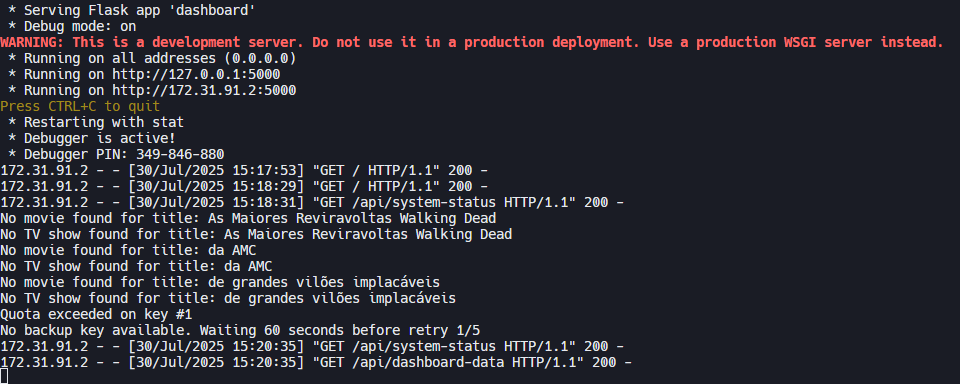 * Serving Flask app 'dashboard'
* Debug mode: on
WARNING: This is a development server. Do not use it in a production deployment. Use a production WSGI server instead.
* Running on all addresses (0.0.0.0)
* Running on http://127.0.0.1:5000
* Running on http://172.31.91.2:5000
Press CTRL+C to quit
* Restarting with stat
* Debugger is active!
* Debugger PIN: 349-846-880
172.31.91.2 - - [30/Jul/2025 15:17:53] "GET / HTTP/1.1" 200 -
172.31.91.2 - - [30/Jul/2025 15:18:29] "GET / HTTP/1.1" 200 -
172.31.91.2 - - [30/Jul/2025 15:18:31] "GET /api/system-status HTTP/1.1" 200 -
No movie found for title: As Maiores Reviravoltas Walking Dead
No TV show found for title: As Maiores Reviravoltas Walking Dead
No movie found for title: da AMC
No TV show found for title: da AMC
No movie found for title: de grandes vilões implacáveis
No TV show found for title: de grandes vilões implacáveis
Quota exceeded on key #1
No backup key available. Waiting 60 seconds before retry 1/5
172.31.91.2 - - [30/Jul/2025 15:20:35] "GET /api/system-status HTTP/1.1" 200 -
172.31.91.2 - - [30/Jul/2025 15:20:35] "GET /api/dashboard-data HTTP/1.1" 200 -